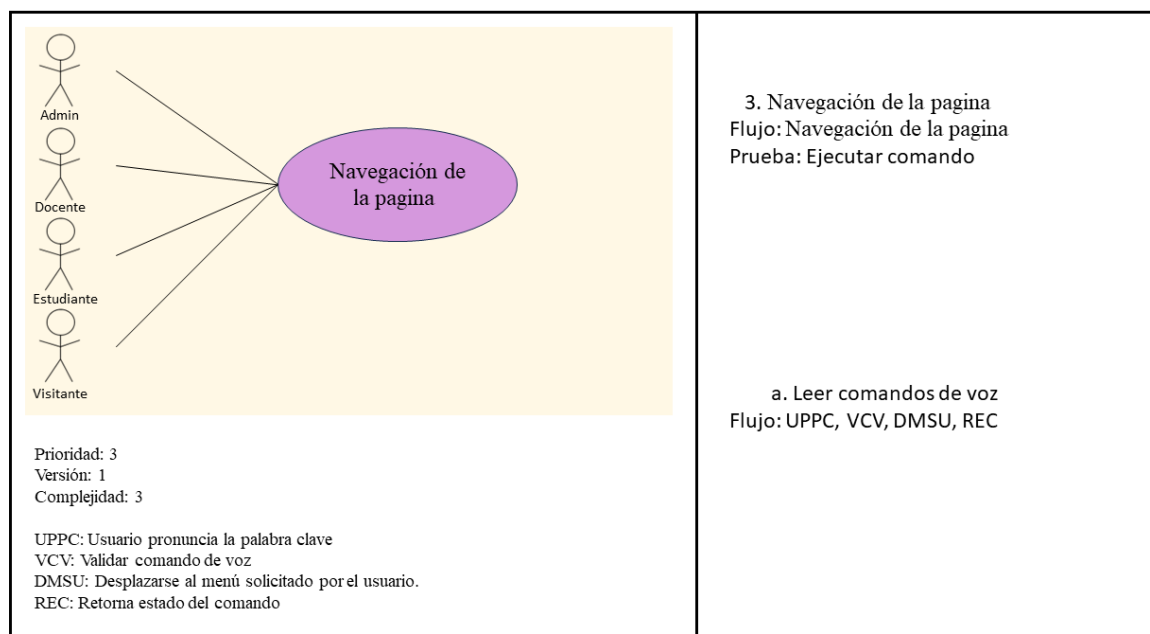 Admin
Docente
Estudiante
Visitante
Navegación de
la pagina
Prioridad: 3
Versión: 1
Complejidad: 3
UPPC: Usuario pronuncia la palabra clave
VCV: Validar comando de voz
DMSU: Desplazarse al menú solicitado por el usuario.
REC: Retorna estado del comando
3. Navegación de la pagina
Flujo: Navegación de la pagina
Prueba: Ejecutar comando
a. Leer comandos de voz
Flujo: UPPC, VCV, DMSU, REC